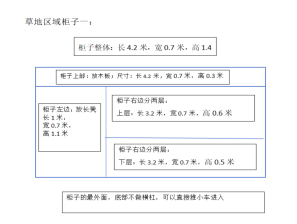 草地区域柜子一：
柜子整体：长 4.2 米，宽 0.7 米，高 1.4
柜子上部：放木板；尺寸：长 4.2 米，宽 0.7 米，高 0.3 米
柜子左边：放长凳
长 1 米，
宽 0.7 米，
高 1.1 米
柜子右边分两层，
上层，长 3.2 米，宽 0.7 米，高 0.6 米
柜子右边分两层：
下层，长 3.2 米，宽 0.7 米，高 0.5 米
柜子的最外面，底部不做横杠，可以直接推小车进入